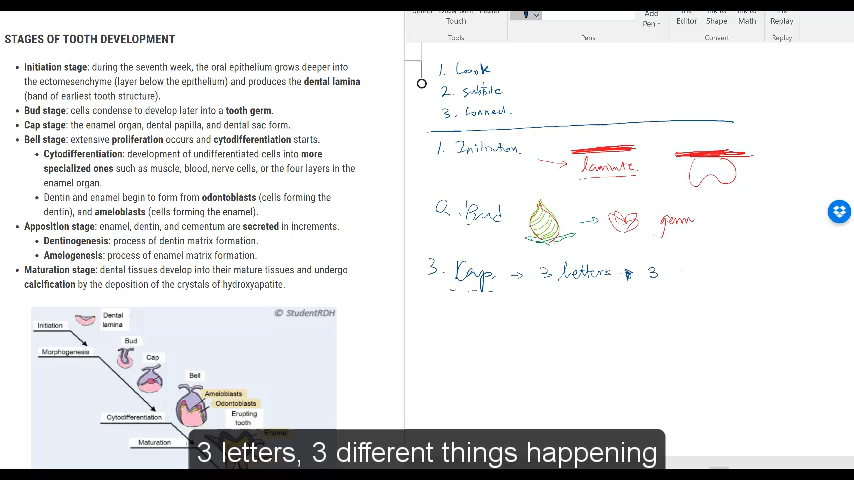 STAGES OF TOOTH DEVELOPMENT
• Initiation stage: during the seventh week, the oral epithelium grows deeper into
the ectomesenchyme (layer below the epithelium) and produces the dental lamina
(band of earliest tooth structure).
• Bud stage: cells condense to develop later into a tooth germ.
• Cap stage: the enamel organ, dental papilla, and dental sac form.
• Bell stage: extensive proliferation occurs and cytodifferentiation starts.
• Cytodifferentiation: development of undifferentiated cells into more
specialized ones such as muscle, blood, nerve cells, or the four layers in the
enamel organ.
• Dentin and enamel begin to form from odontoblasts (cells forming the
dentin), and ameloblasts (cells forming the enamel).
• Apposition stage: enamel, dentin, and cementum are secreted in increments.
• Dentinogenesis: process of dentin matrix formation.
• Amelogenesis: process of enamel matrix formation.
• Maturation stage: dental tissues develop into their mature tissues and undergo
calcification by the deposition of the crystals of hydroxyapatite.
© StudentRDH
Dental
lamina
Initiation
Bud
Morphogenesis
Cap
Bell
Ameloblasts
Odontoblasts
Erupting
tooth
Cytodifferentiation
Enamel
Maturation
Touch
Add
Pen
Editor
Shape
Math
Replay
Tools
Pens
Convert
Replay
1. Look
2.
3. Connect.
1. Initiation
laminate
2. Bud
germ
3. Cap → 3 letters 3
3 letters, 3 different things happening